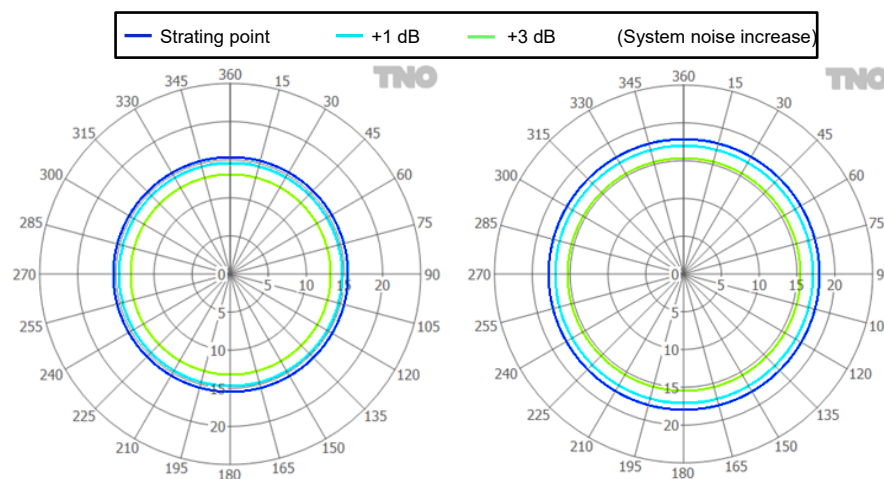 Strating point +1 dB +3 dB (System noise increase)
TNO TNO
345 360 15 345 360 15
330 30 330 30
315 45 315 45
300 60 300 60
285 75 285 75
270 0 5 10 15 20 90 270 0 5 10 15 20 9
5 5
255 105 255 10
10 10
240 120 240 120
15 15
225 20 135 225 20 135
210 150 210 150
195 180 165 195 180 165